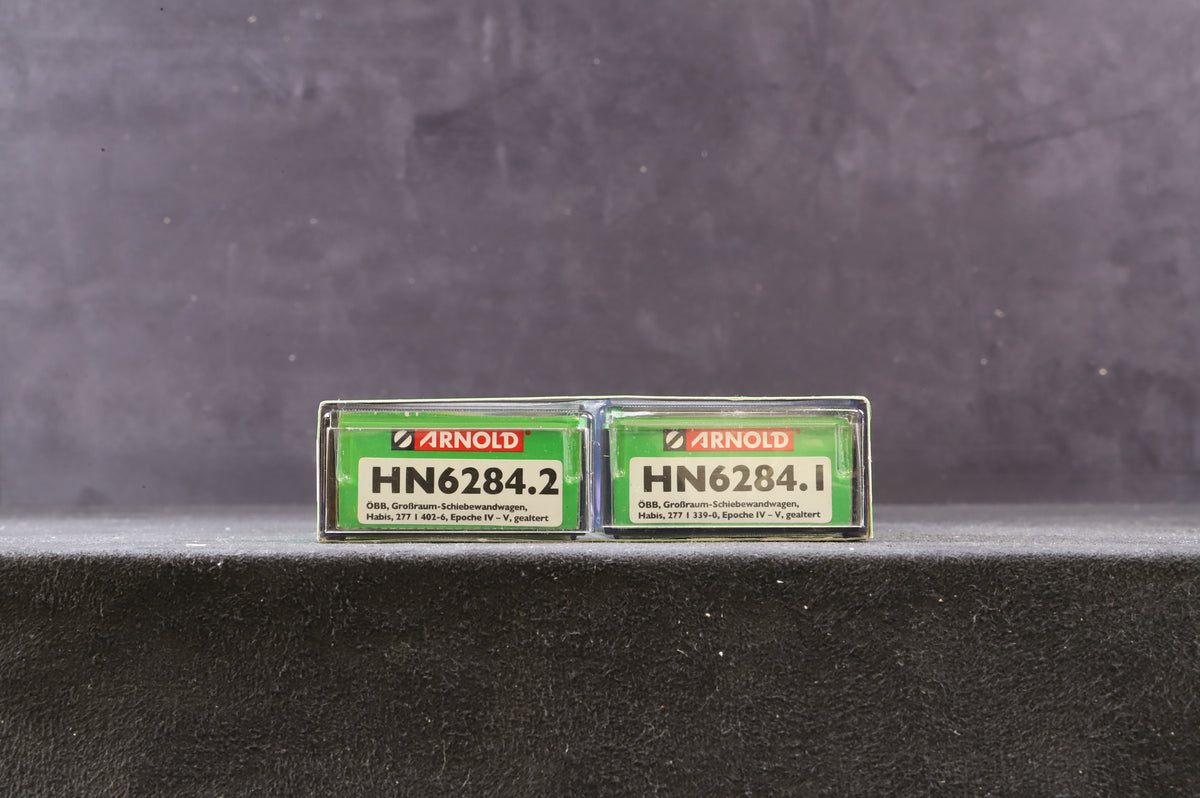 ARNOLD
HN6284.2
ÖBB, Großraum-Schiebewandwagen,
Habis, 277 1 402-6, Epoche IV – V, gealtert
ARNOLD
HN6284.1
ÖBB, Großraum-Schiebewandwagen,
Habis, 277 1 339-0, Epoche IV – V, gealtert